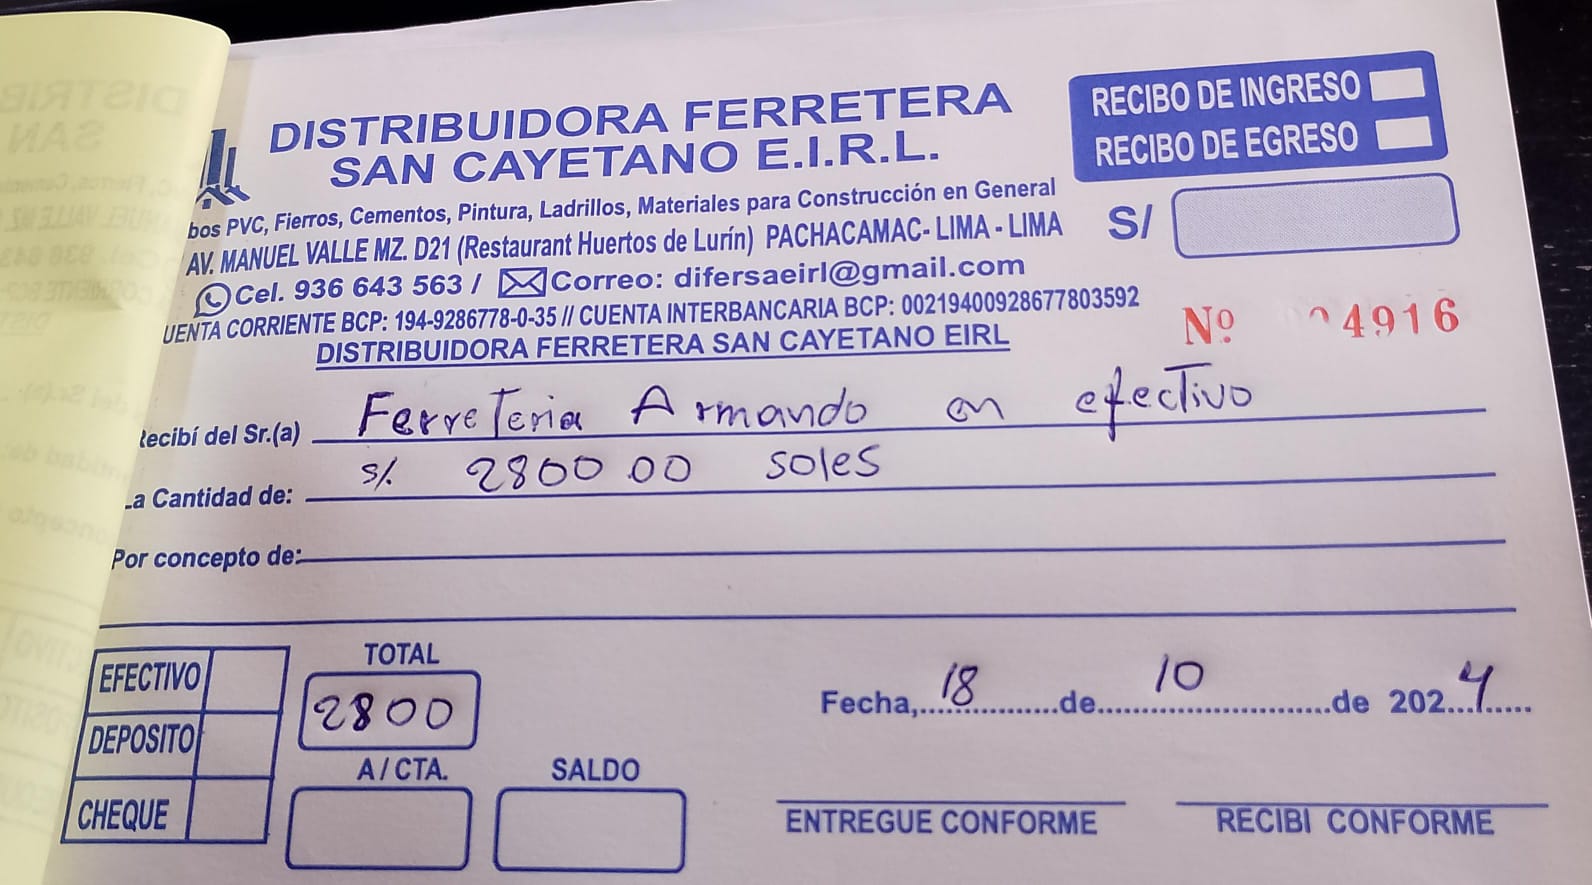 DISTRIBUIDORA FERRETERA
SAN CAYETANO E.I.R.L.
RECIBO DE INGRESO
RECIBO DE EGRESO
bos PVC, Fierros, Cementos, Pintura, Ladrillos, Materiales para Construcción en General
AV. MANUEL VALLE MZ. D21 (Restaurant Huertos de Lurín) PACHACAMAC- LIMA - LIMA
S/
Cel. 936 643 563 / Correo: difersaeirl@gmail.com
UENTA CORRIENTE BCP: 194-9286778-0-35 // CUENTA INTERBANCARIA BCP: 00219400928677803592
DISTRIBUIDORA FERRETERA SAN CAYETANO EIRL
Nº 4916
Recibí del Sr.(a) Ferreteria Armando en efectivo
La Cantidad de: s/. 2800 00 soles
Por concepto de:
EFECTIVO
DEPOSITO
CHEQUE
TOTAL
2800
A / CTA.
SALDO
Fecha, 18 de 10 de 2024
ENTREGUE CONFORME
RECIBI CONFORME